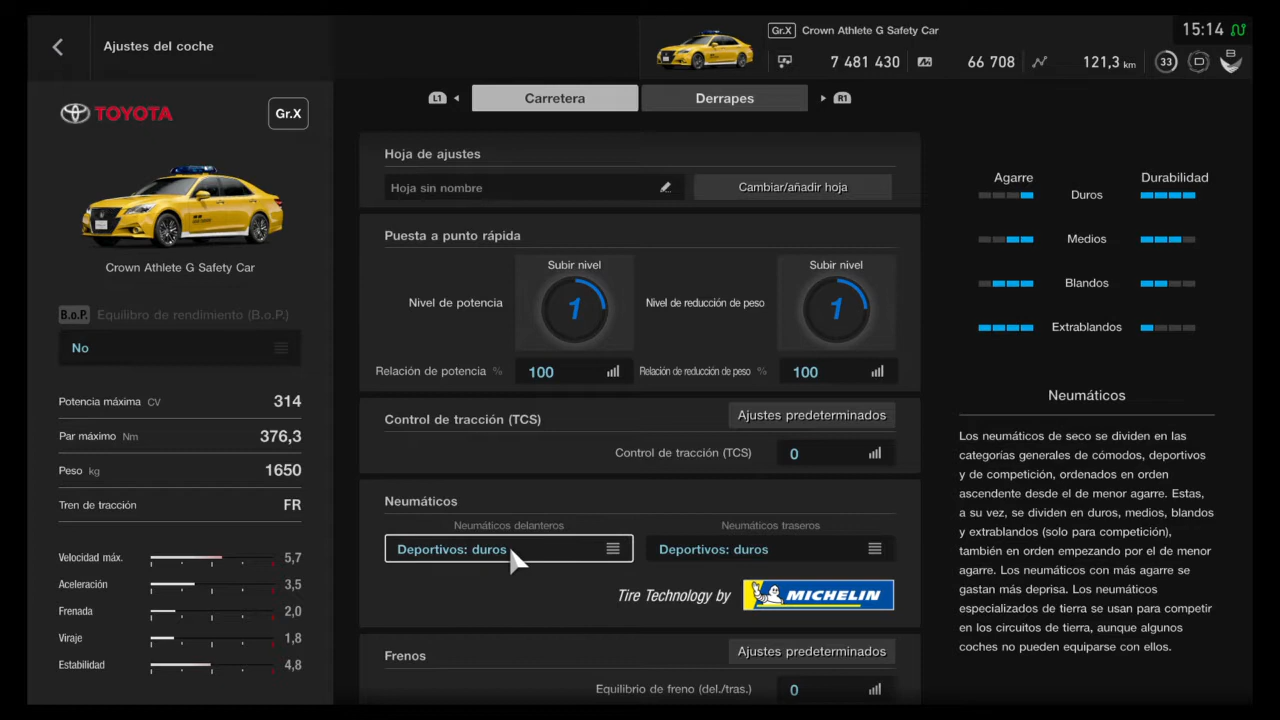 Ajustes del coche
Gr.X Crown Athlete G Safety Car
15:14
7 481 430
66 708
121,3 km
33
TOYOTA
Gr.X
Crown Athlete G Safety Car
B.o.P. Equilibro de rendimiento (B.o.P.)
No
Potencia máxima CV 314
Par máximo Nm 376,3
Peso kg 1650
Tren de tracción FR
Velocidad máx. 5,7
Aceleración 3,5
Frenada 2,0
Viraje 1,8
Estabilidad 4,8
L1 Carretera Derrapes R1
Hoja de ajustes
Hoja sin nombre Cambiar/añadir hoja
Puesta a punto rápida
Subir nivel Subir nivel
Nivel de potencia 1 Nivel de reducción de peso 1
Relación de potencia % 100 Relación de reducción de peso % 100
Control de tracción (TCS) Ajustes predeterminados
Control de tracción (TCS) 0
Neumáticos
Neumáticos delanteros Neumáticos traseros
Deportivos: duros Deportivos: duros
Tire Technology by MICHELIN
Frenos Ajustes predeterminados
Equilibrio de freno (del./tras.) 0
Agarre Durabilidad
Duros
Medios
Blandos
Extrablandos
Neumáticos
Los neumáticos de seco se dividen en las
categorías generales de cómodos, deportivos
y de competición, ordenados en orden
ascendente desde el de menor agarre. Estas,
a su vez, se dividen en duros, medios, blandos
y extrablandos (solo para competición),
también en orden empezando por el de menor
agarre. Los neumáticos con más agarre se
gastan más deprisa. Los neumáticos
especializados de tierra se usan para competir
en los circuitos de tierra, aunque algunos
coches no pueden equiparse con ellos.